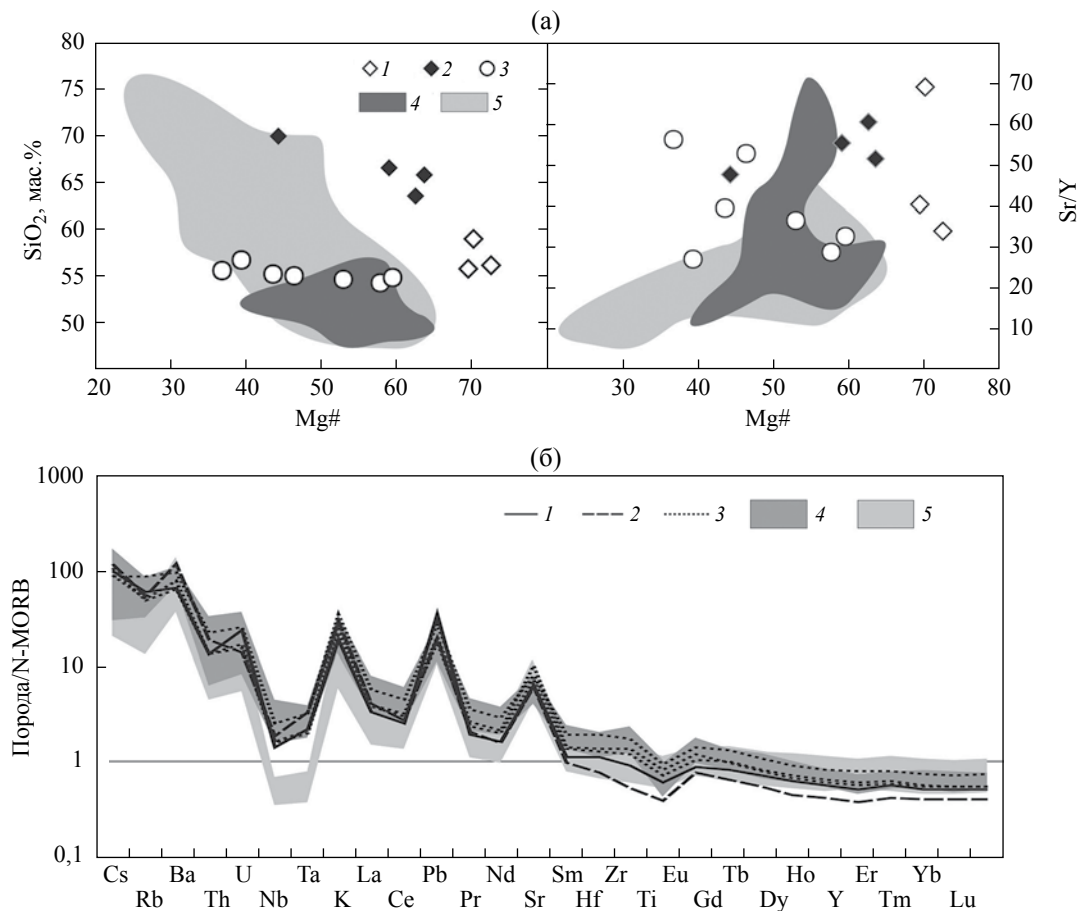 (а)
80
75
70
65
60
55
50
SiO2, мас.%
1 2 3
4 5
20 30 40 50 60 70
Mg#
30 40 50 60 70 80
Mg#
70
60
50
40
30
20
10
Sr/Y
(б)
1000
100
10
1
0,1
Порода/N-MORB
1 2 3 4 5
Cs Ba U Ta La Pb Nd Sm Zr Eu Tb Ho Er Yb
Rb Th Nb K Ce Pr Sr Hf Ti Gd Dy Y Tm Lu